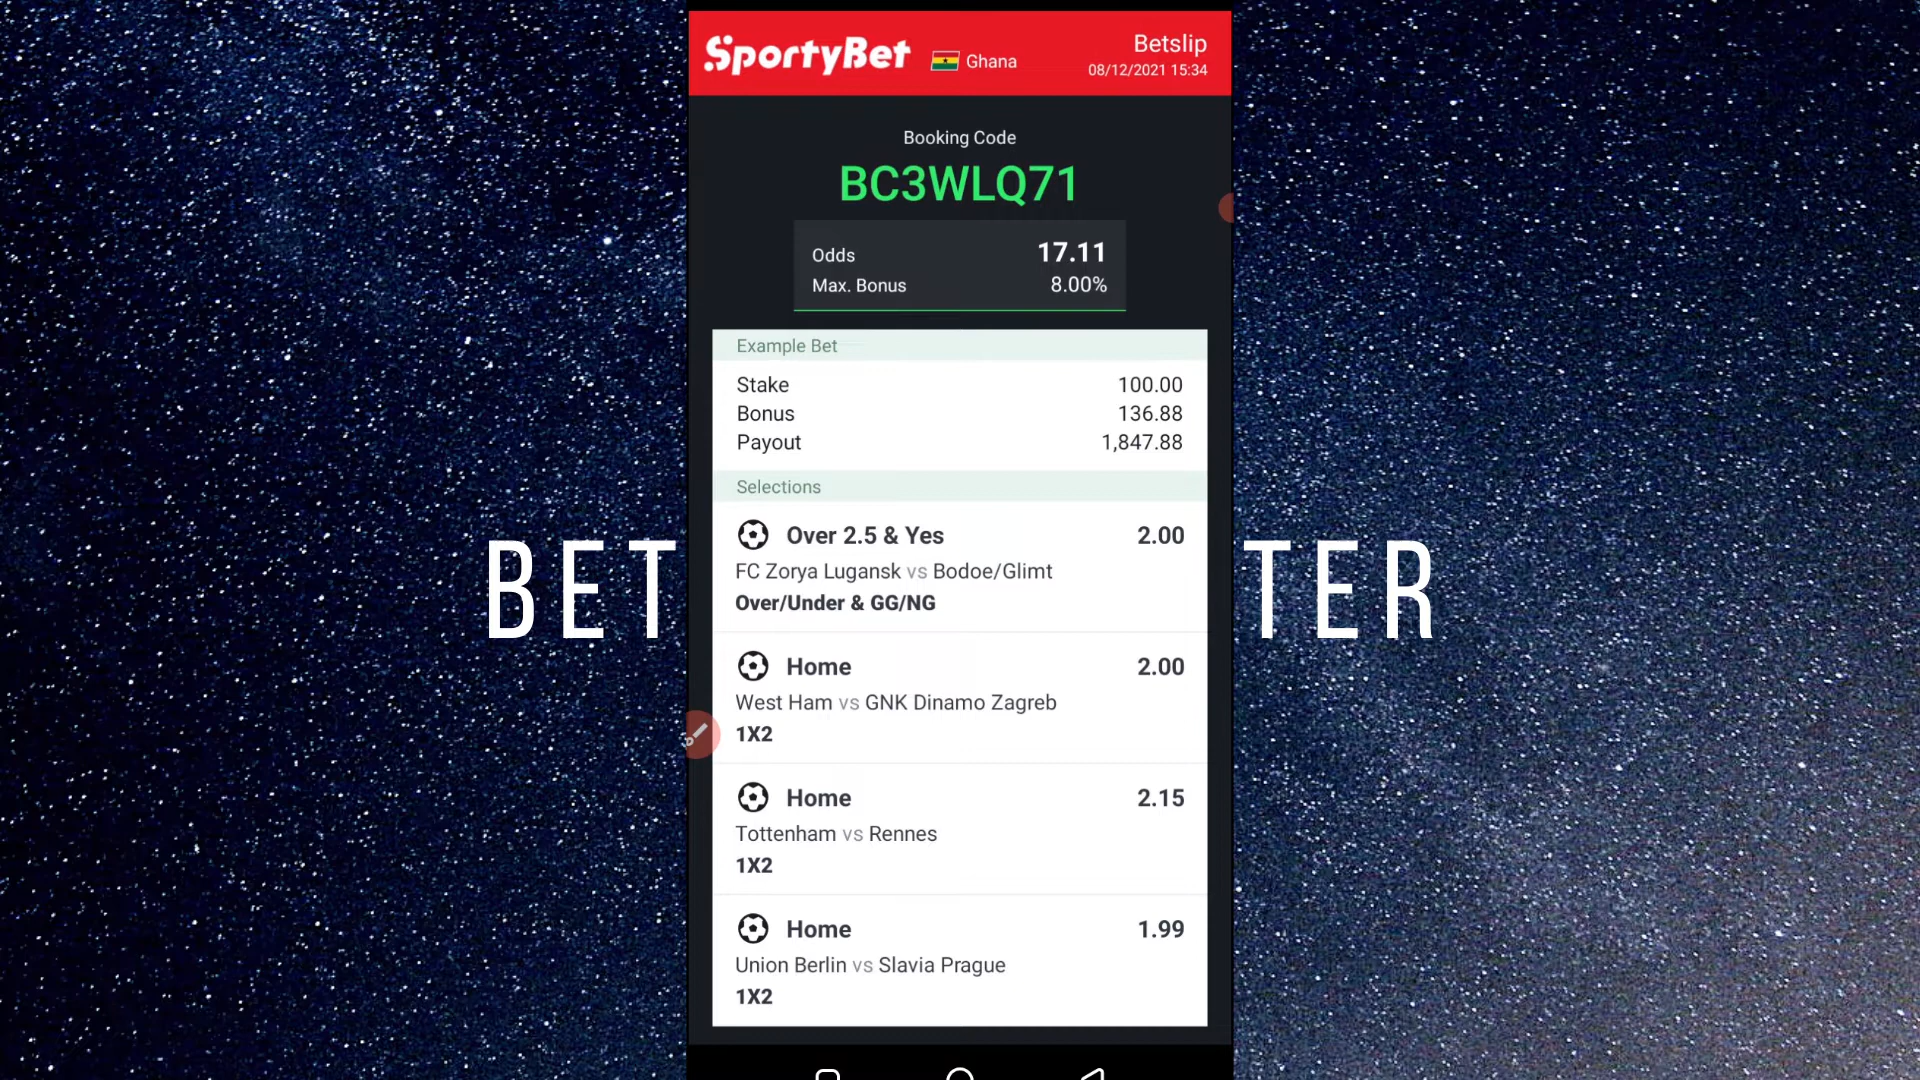 SportyBet Ghana
Betslip
08/12/2021 15:34
Booking Code
BC3WLQ71
Odds 17.11
Max. Bonus 8.00%
Example Bet
Stake 100.00
Bonus 136.88
Payout 1,847.88
Selections
Over 2.5 & Yes 2.00
FC Zorya Lugansk vs Bodoe/Glimt
Over/Under & GG/NG
Home 2.00
West Ham vs GNK Dinamo Zagreb
1X2
Home 2.15
Tottenham vs Rennes
1X2
Home 1.99
Union Berlin vs Slavia Prague
1X2
BET TER